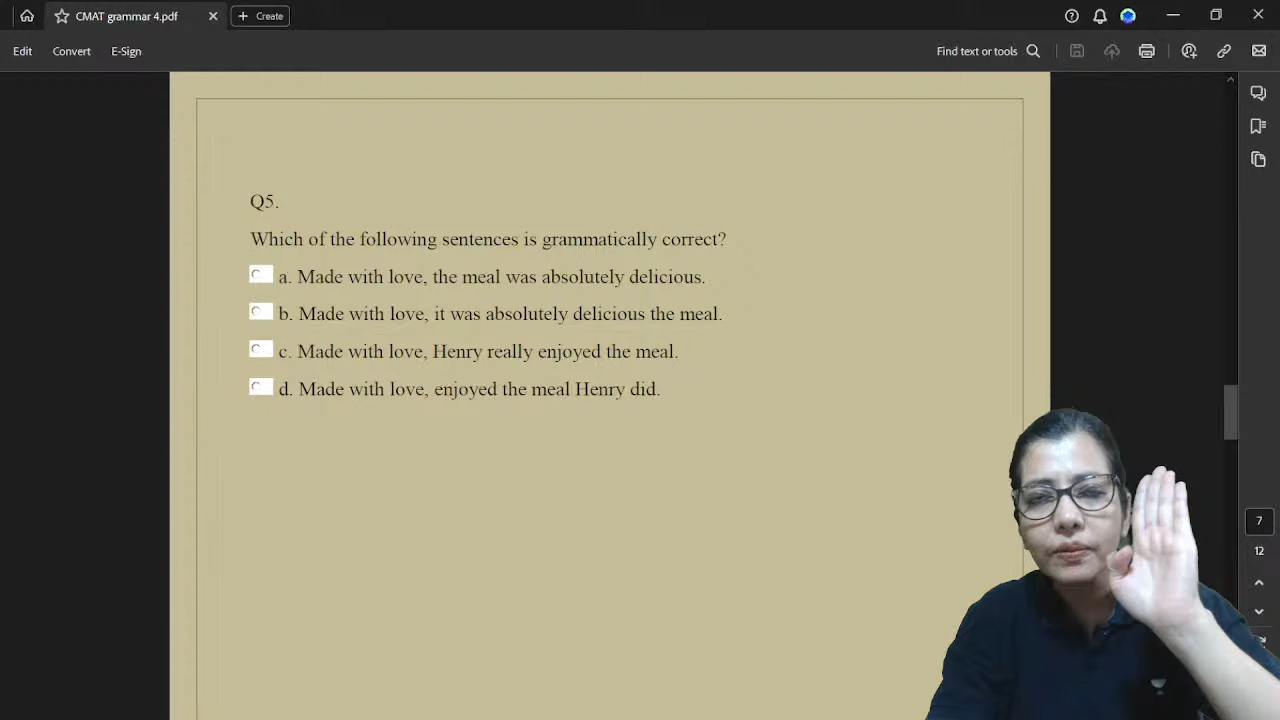 CMAT grammar 4.pdf
Create
Edit
Convert
E-Sign
Find text or tools
Q5.
Which of the following sentences is grammatically correct?
a. Made with love, the meal was absolutely delicious.
b. Made with love, it was absolutely delicious the meal.
c. Made with love, Henry really enjoyed the meal.
d. Made with love, enjoyed the meal Henry did.
7
12